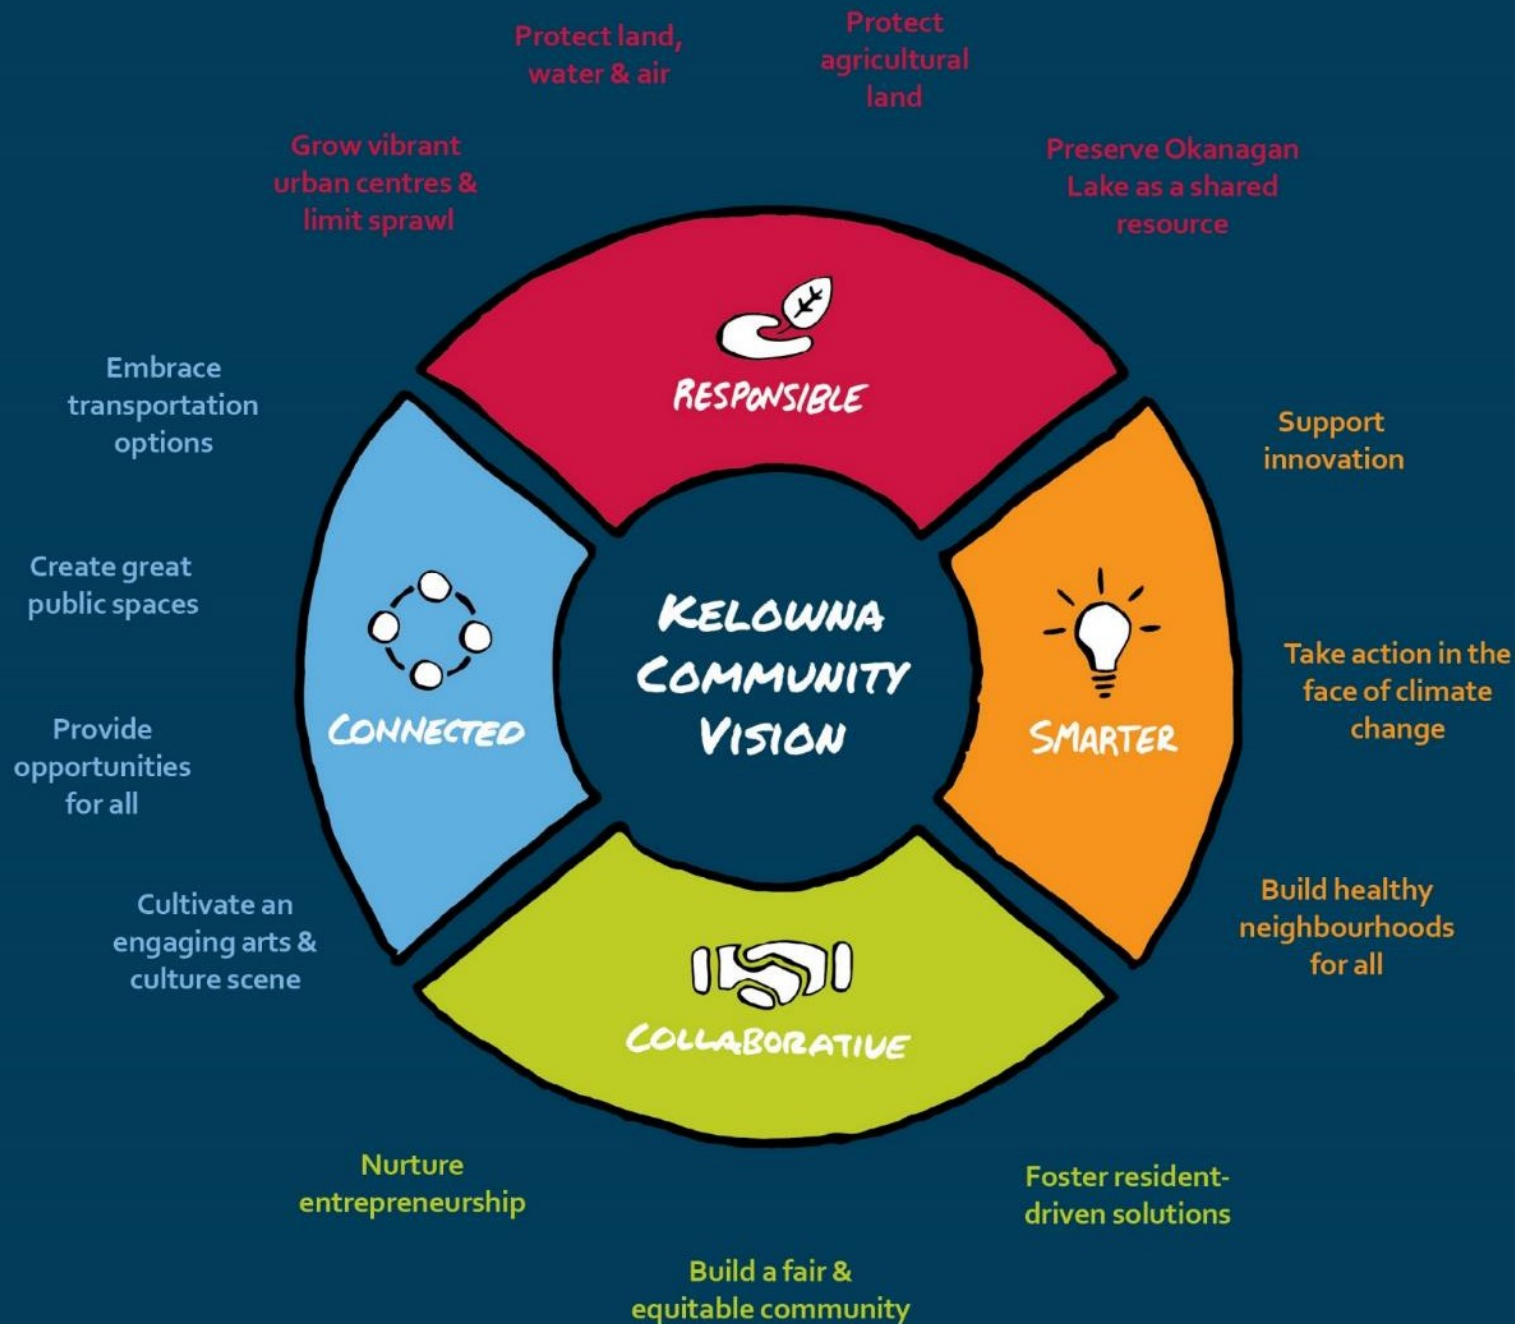 Protect land,
water & air
Protect
agricultural
land
Grow vibrant
urban centres &
limit sprawl
Preserve Okanagan
Lake as a shared
resource
RESPONSIBLE
Embrace
transportation
options
Create great
public spaces
Provide
opportunities
for all
Cultivate an
engaging arts &
culture scene
CONNECTED
KELOWNA
COMMUNITY
VISION
SMARTER
Support
innovation
Take action in the
face of climate
change
Build healthy
neighbourhoods
for all
COLLABORATIVE
Nurture
entrepreneurship
Build a fair &
equitable community
Foster resident-
driven solutions